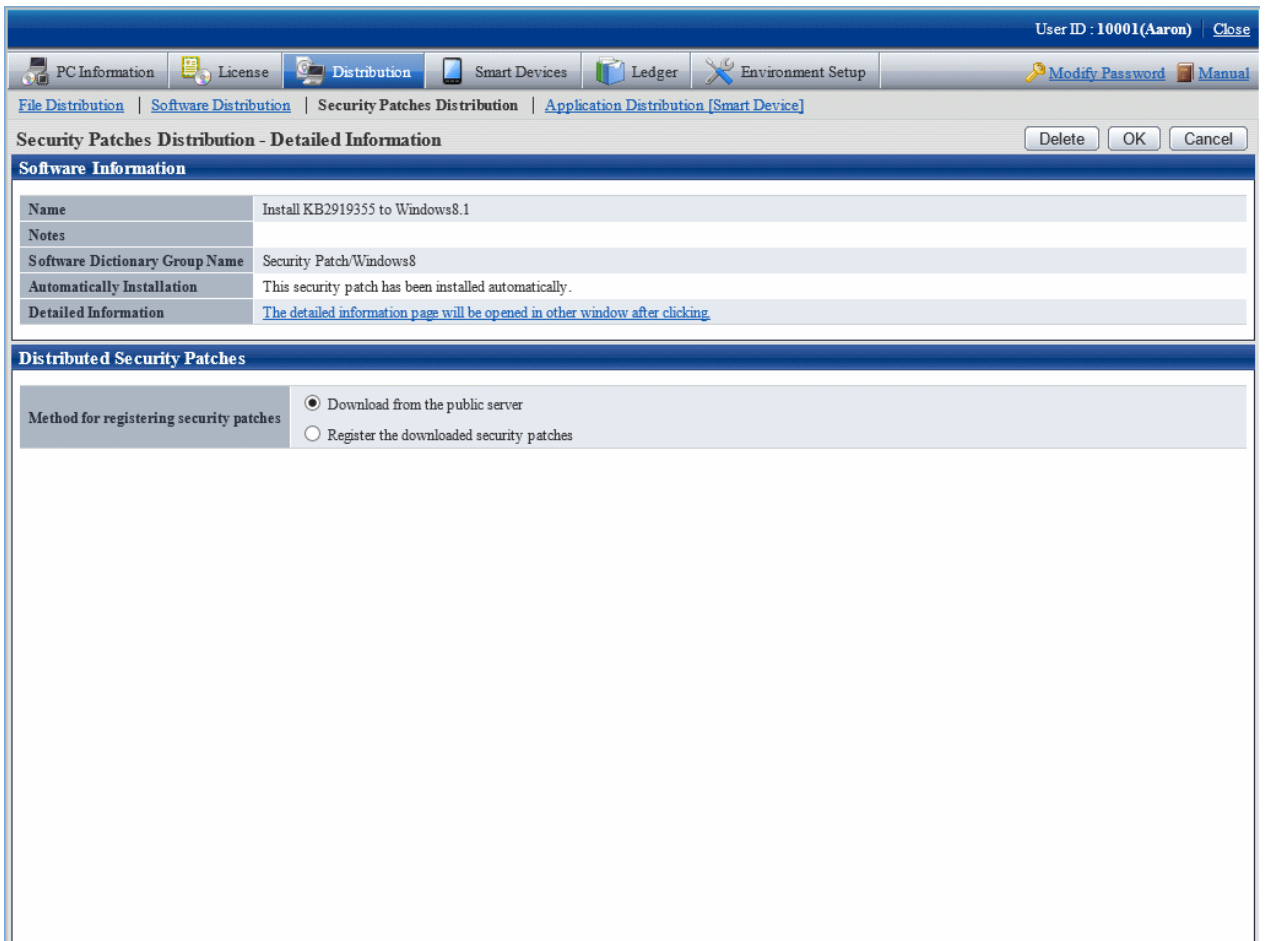 User ID : 10001(Aaron) Close
PC Information License Distribution Smart Devices Ledger Environment Setup Modify Password Manual
File Distribution | Software Distribution | Security Patches Distribution | Application Distribution [Smart Device]
Security Patches Distribution - Detailed Information Delete OK Cancel
Software Information
Name Install KB2919355 to Windows8.1
Notes
Software Dictionary Group Name Security Patch/Windows8
Automatically Installation This security patch has been installed automatically.
Detailed Information The detailed information page will be opened in other window after clicking.
Distributed Security Patches
Method for registering security patches
Download from the public server
Register the downloaded security patches